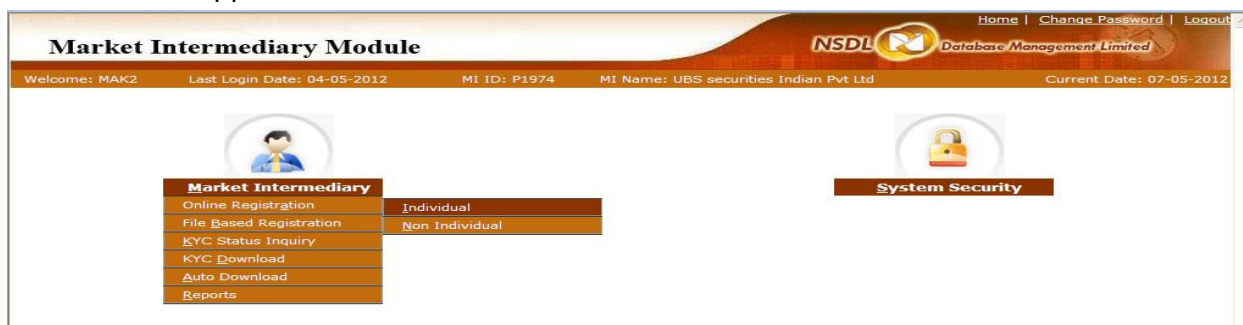 Home | Change Password | Logout
Market Intermediary Module
NSDL Database Management Limited
Welcome: MAK2 Last Login Date: 04-05-2012 MI ID: P1974 MI Name: UBS securities Indian Pvt Ltd Current Date: 07-05-2012
Market Intermediary
System Security
Online Registration
Individual
File Based Registration
Non Individual
KYC Status Inquiry
KYC Download
Auto Download
Reports